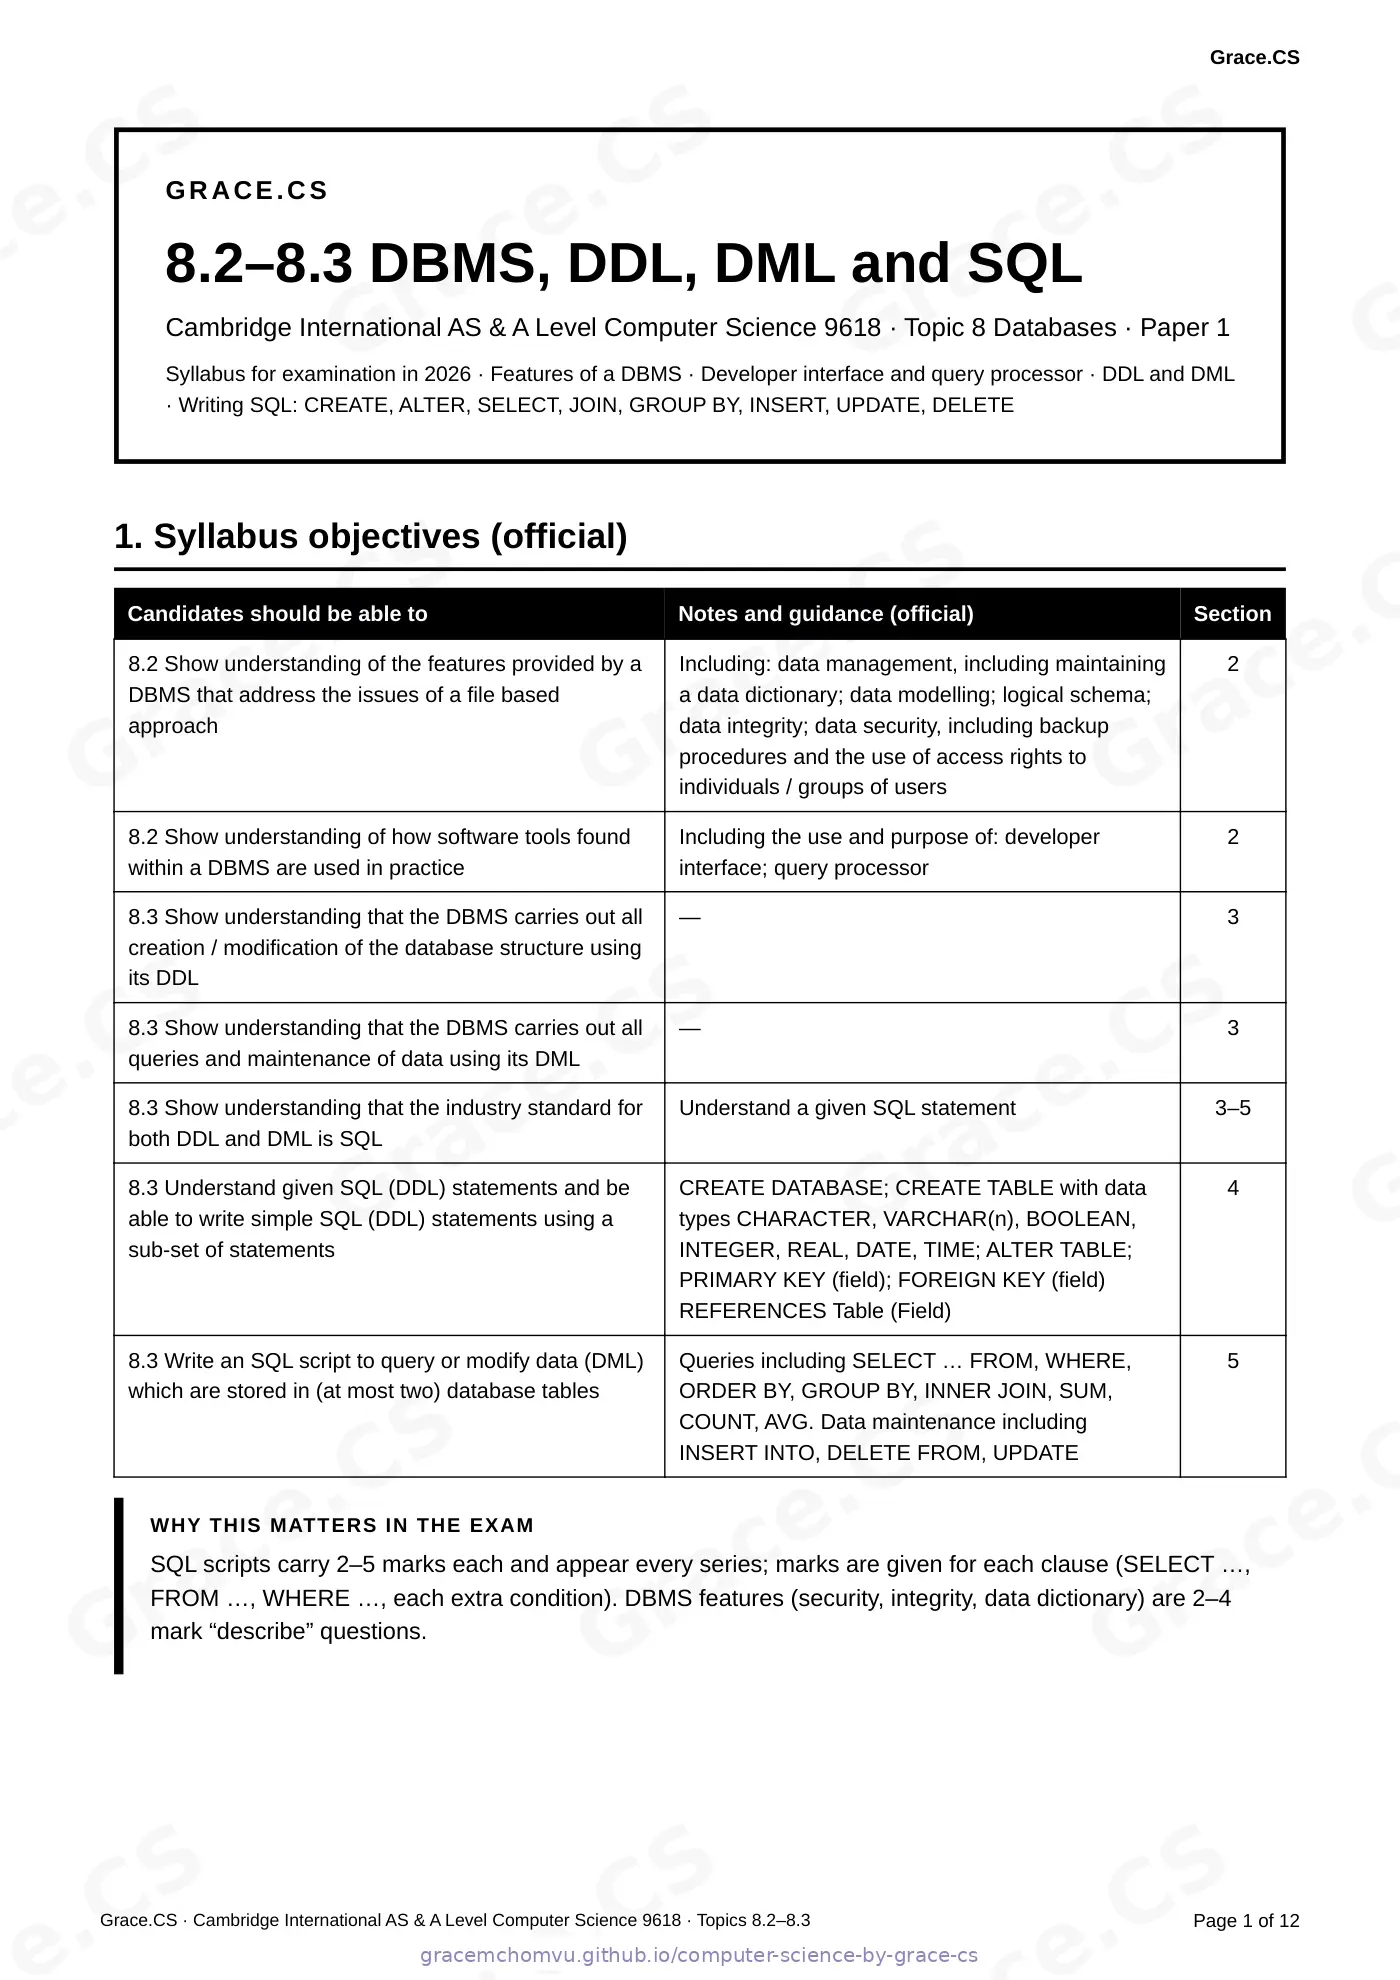 Grace.CS
GRACE.CS
8.2–8.3 DBMS, DDL, DML and SQL
Cambridge International AS & A Level Computer Science 9618 · Topic 8 Databases · Paper 1
Syllabus for examination in 2026 · Features of a DBMS · Developer interface and query processor · DDL and DML
· Writing SQL: CREATE, ALTER, SELECT, JOIN, GROUP BY, INSERT, UPDATE, DELETE
1. Syllabus objectives (official)
Candidates should be able to
Notes and guidance (official)
Section
8.2 Show understanding of the features provided by a
DBMS that address the issues of a file based
approach
Including: data management, including maintaining
a data dictionary; data modelling; logical schema;
data integrity; data security, including backup
procedures and the use of access rights to
individuals / groups of users
2
8.2 Show understanding of how software tools found
within a DBMS are used in practice
Including the use and purpose of: developer
interface; query processor
2
8.3 Show understanding that the DBMS carries out all
creation / modification of the database structure using
its DDL
—
3
8.3 Show understanding that the DBMS carries out all
queries and maintenance of data using its DML
—
3
8.3 Show understanding that the industry standard for
both DDL and DML is SQL
Understand a given SQL statement
3–5
8.3 Understand given SQL (DDL) statements and be
able to write simple SQL (DDL) statements using a
sub-set of statements
CREATE DATABASE; CREATE TABLE with data
types CHARACTER, VARCHAR(n), BOOLEAN,
INTEGER, REAL, DATE, TIME; ALTER TABLE;
PRIMARY KEY (field); FOREIGN KEY (field)
REFERENCES Table (Field)
4
8.3 Write an SQL script to query or modify data (DML)
which are stored in (at most two) database tables
Queries including SELECT … FROM, WHERE,
ORDER BY, GROUP BY, INNER JOIN, SUM,
COUNT, AVG. Data maintenance including
INSERT INTO, DELETE FROM, UPDATE
5
WHY THIS MATTERS IN THE EXAM
SQL scripts carry 2–5 marks each and appear every series; marks are given for each clause (SELECT …,
FROM …, WHERE …, each extra condition). DBMS features (security, integrity, data dictionary) are 2–4
mark “describe” questions.
Grace.CS · Cambridge International AS & A Level Computer Science 9618 · Topics 8.2–8.3
Page 1 of 12
gracemchomvu.github.io/computer-science-by-grace-cs